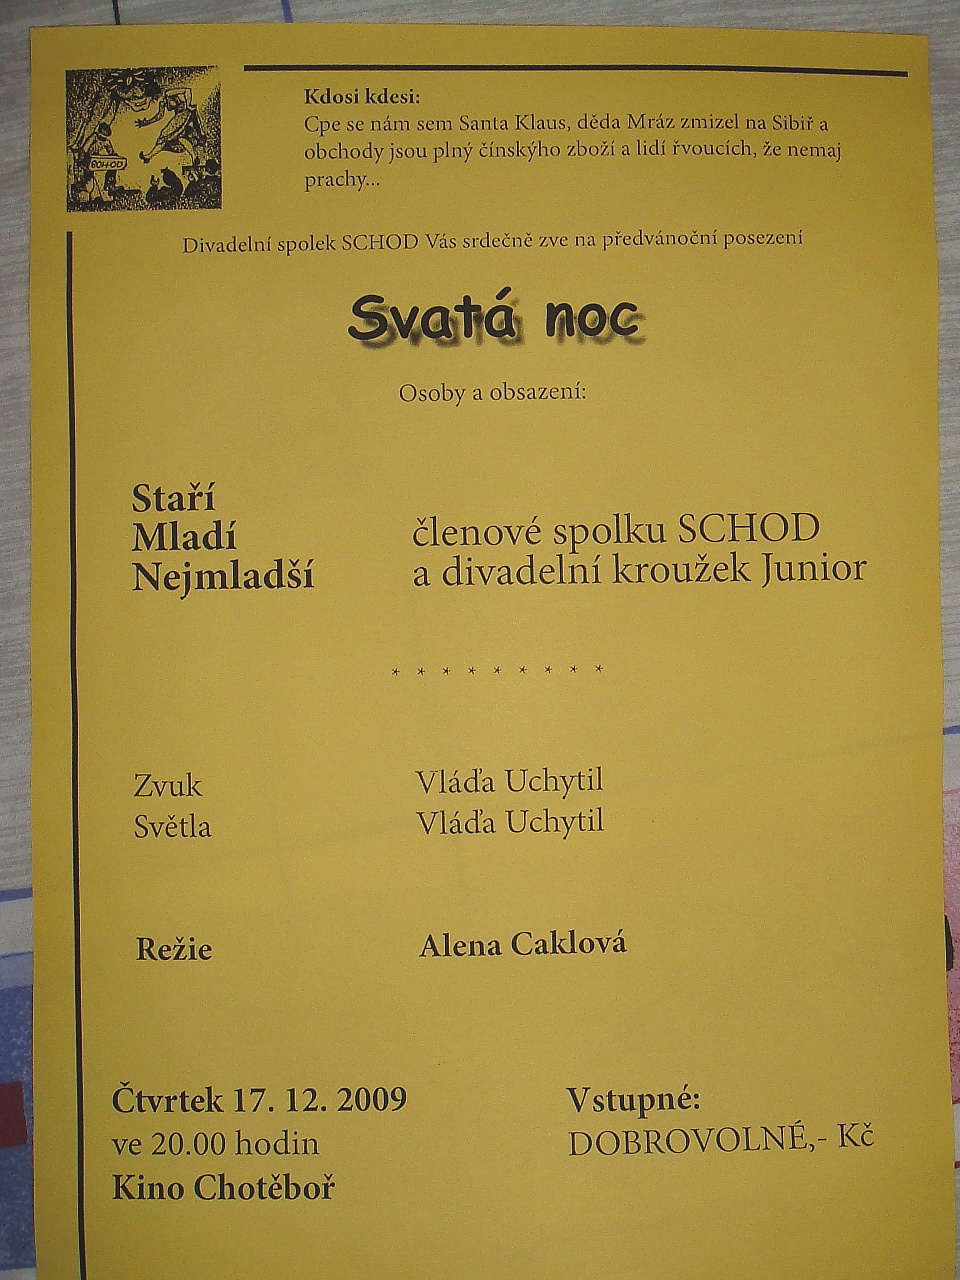 SCHOD
Kdosi kdesi:
Cpe se nám sem Santa Klaus, děda Mráz zmizel na Sibiř a
obchody jsou plný čínskýho zboží a lidí řvoucích, že nemaj
prachy...
Divadelní spolek SCHOD Vás srdečně zve na předvánoční posezení
Svatá noc
Osoby a obsazení:
Staří
Mladí
Nejmladší
členové spolku SCHOD
a divadelní kroužek Junior
* * * * * * * * *
Zvuk Vláďa Uchytil
Světla Vláďa Uchytil
Režie Alena Caklová
Čtvrtek 17. 12. 2009
ve 20.00 hodin
Kino Chotěboř
Vstupné:
DOBROVOLNÉ,- Kč